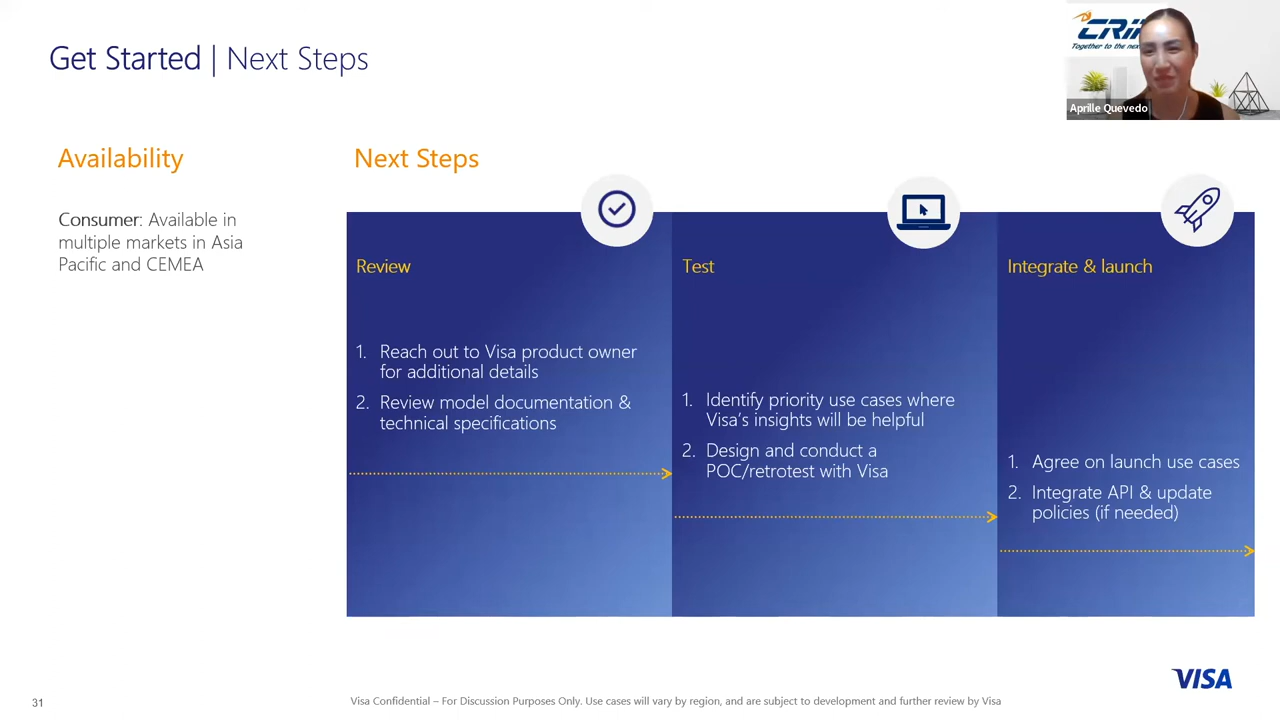 Get Started | Next Steps
Together to the next
Aprille Quevedo
Availability
Consumer: Available in
multiple markets in Asia
Pacific and CEMEA
Next Steps
Review
1. Reach out to Visa product owner
for additional details
2. Review model documentation &
technical specifications
Test
1. Identify priority use cases where
Visa's insights will be helpful
2. Design and conduct a
POC/retrotest with Visa
Integrate & launch
1. Agree on launch use cases
2. Integrate API & update
policies (if needed)
VISA
31
Visa Confidential – For Discussion Purposes Only. Use cases will vary by region, and are subject to development and further review by Visa